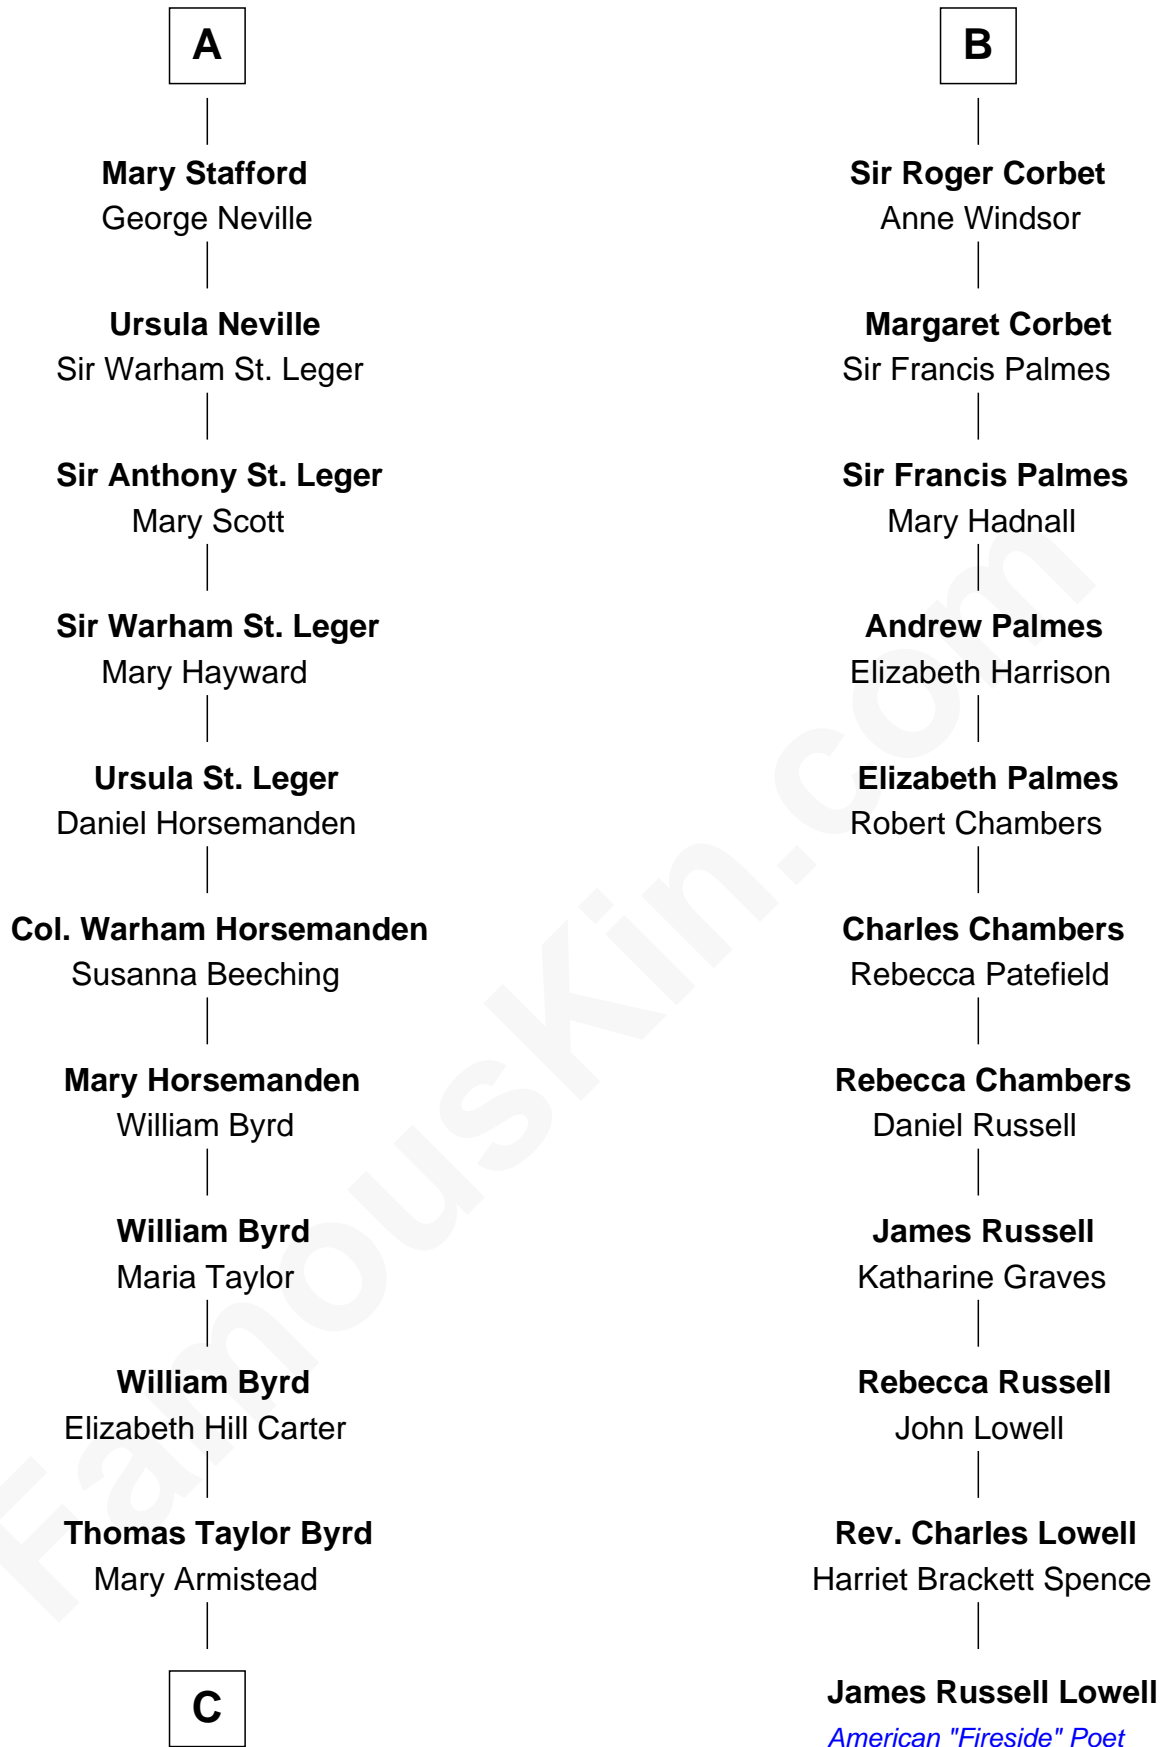 A
Mary Stafford
George Neville
Ursula Neville
Sir Warham St. Leger
Sir Anthony St. Leger
Mary Scott
Sir Warham St. Leger
Mary Hayward
Ursula St. Leger
Daniel Horsemanden
Col. Warham Horsemanden
Susanna Beeching
Mary Horsemanden
William Byrd
William Byrd
Maria Taylor
William Byrd
Elizabeth Hill Carter
Thomas Taylor Byrd
Mary Armistead
C
B
Sir Roger Corbet
Anne Windsor
Margaret Corbet
Sir Francis Palmes
Sir Francis Palmes
Mary Hadnall
Andrew Palmes
Elizabeth Harrison
Elizabeth Palmes
Robert Chambers
Charles Chambers
Rebecca Patefield
Rebecca Chambers
Daniel Russell
James Russell
Katharine Graves
Rebecca Russell
John Lowell
Rev. Charles Lowell
Harriet Brackett Spence
James Russell Lowell
American "Fireside" Poet
FamousKin.com